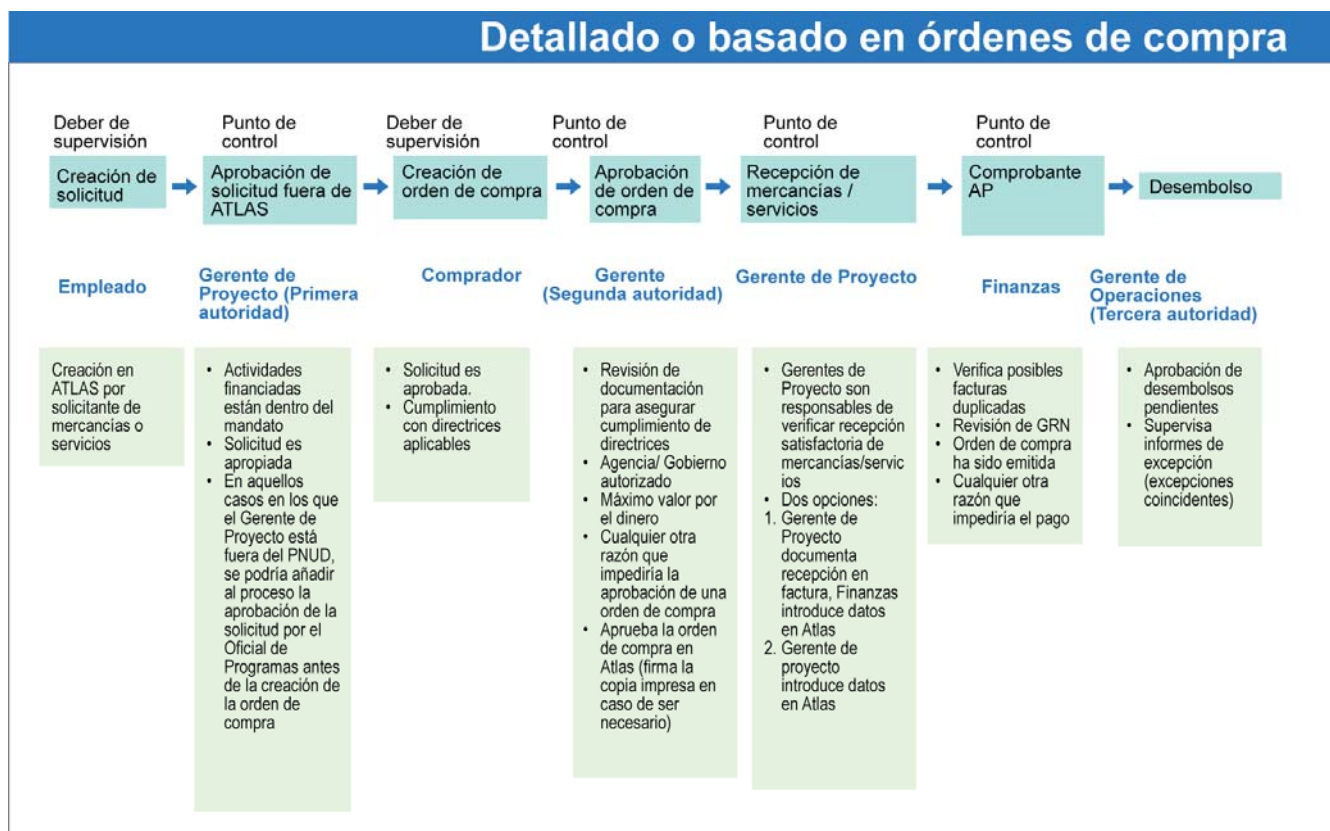 Detallado o basado en órdenes de compra
Deber de
supervisión
Punto de
control
Deber de
supervisión
Punto de
control
Punto de
control
Punto de
control
Creación de
solicitud
Aprobación de
solicitud fuera de
ATLAS
Creación de
orden de compra
Aprobación
de orden de
compra
Recepción de
mercancías /
servicios
Comprobante
AP
Desembolso
Empleado
Gerente de
Proyecto (Primera
autoridad)
Comprador
Gerente
(Segunda autoridad)
Gerente de Proyecto
Finanzas
Gerente de
Operaciones
(Tercera autoridad)
Creación en
ATLAS por
solicitante de
mercancías o
servicios
• Actividades
financiadas
están dentro del
mandato
• Solicitud es
apropiada
• En aquellos
casos en los que
el Gerente de
Proyecto está
fuera del PNUD,
se podría añadir
al proceso la
aprobación de la
solicitud por el
Oficial de
Programas antes
de la creación de
la orden de
compra
• Solicitud es
aprobada.
• Cumplimiento
con directrices
aplicables
• Revisión de
documentación
para asegurar
cumplimiento de
directrices
• Agencia/ Gobierno
autorizado
• Máximo valor por
el dinero
• Cualquier otra
razón que
impediría la
aprobación de una
orden de compra
• Aprueba la orden
de compra en
Atlas (firma la
copia impresa en
caso de ser
necesario)
• Gerentes de
Proyecto son
responsables de
verificar recepción
satisfactoria de
mercancías/servic
ios
• Dos opciones:
1. Gerente de
Proyecto
documenta
recepción en
factura, Finanzas
introduce datos
en Atlas
2. Gerente de
proyecto
introduce datos
en Atlas
• Verifica posibles
facturas
duplicadas
• Revisión de GRN
• Orden de compra
ha sido emitida
• Cualquier otra
razón que
impediría el pago
• Aprobación de
desembolsos
pendientes
• Supervisa
informes de
excepción
(excepciones
coincidentes)